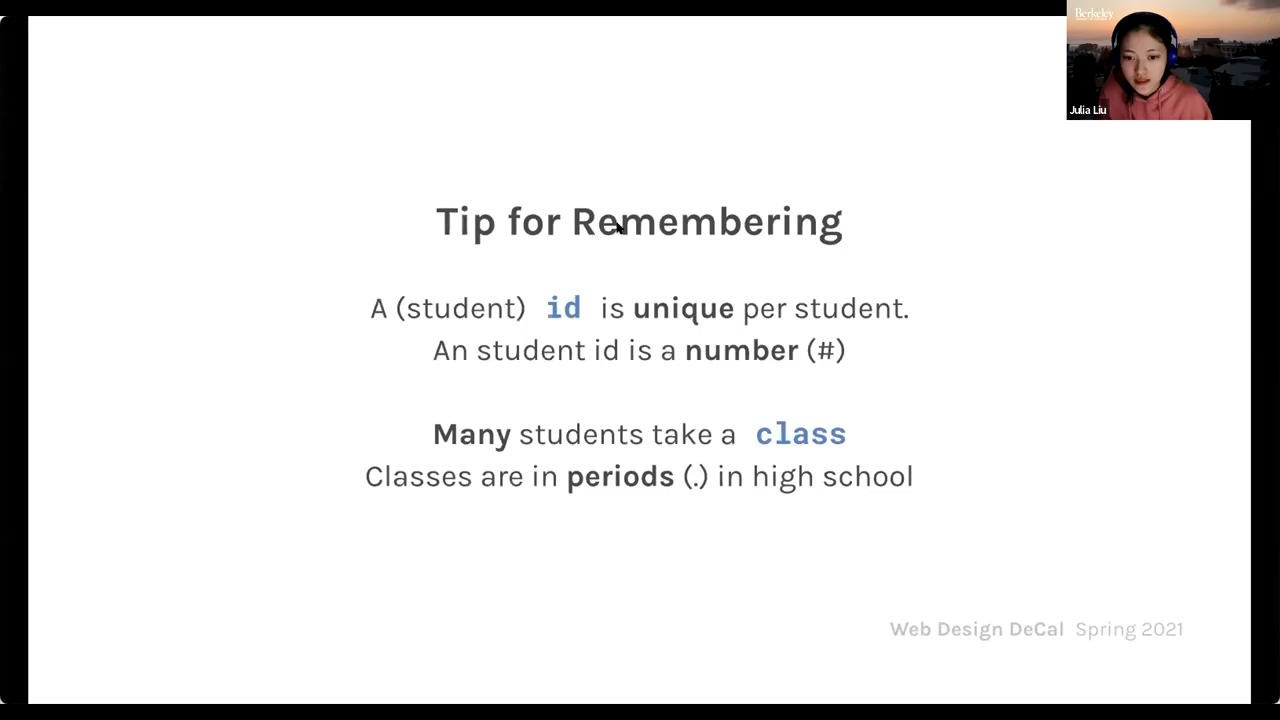 Berkeley
Julia Liu
Tip for Remembering
A (student) id is unique per student.
An student id is a number (#)
Many students take a class
Classes are in periods (.) in high school
Web Design DeCal Spring 2021